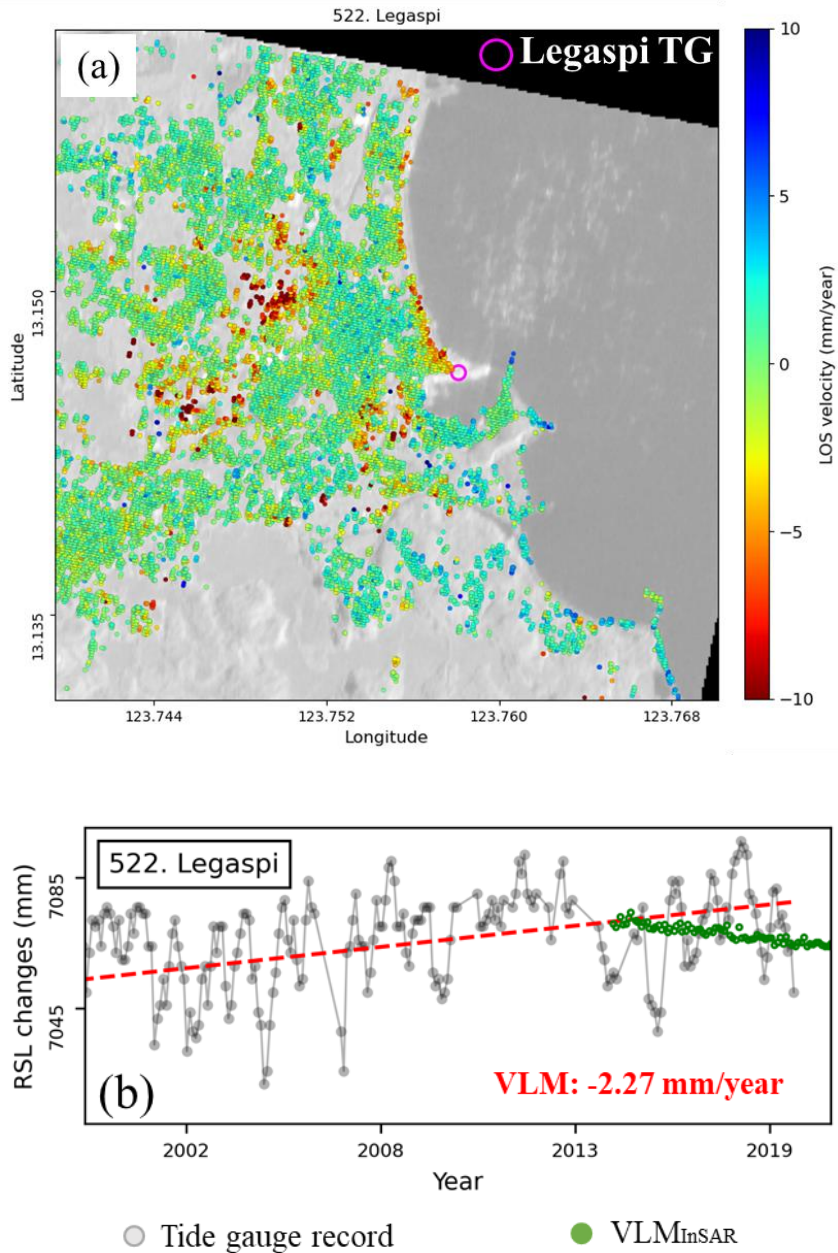 522. Legaspi
(a)
Legaspi TG
10
5
0
−5
−10
LOS velocity (mm/year)
13.150
13.135
Latitude
123.744
123.752
123.760
123.768
Longitude
522. Legaspi
7085
7045
RSL changes (mm)
(b)
VLM: -2.27 mm/year
2002
2008
2013
2019
Year
Tide gauge record
VLMInSAR